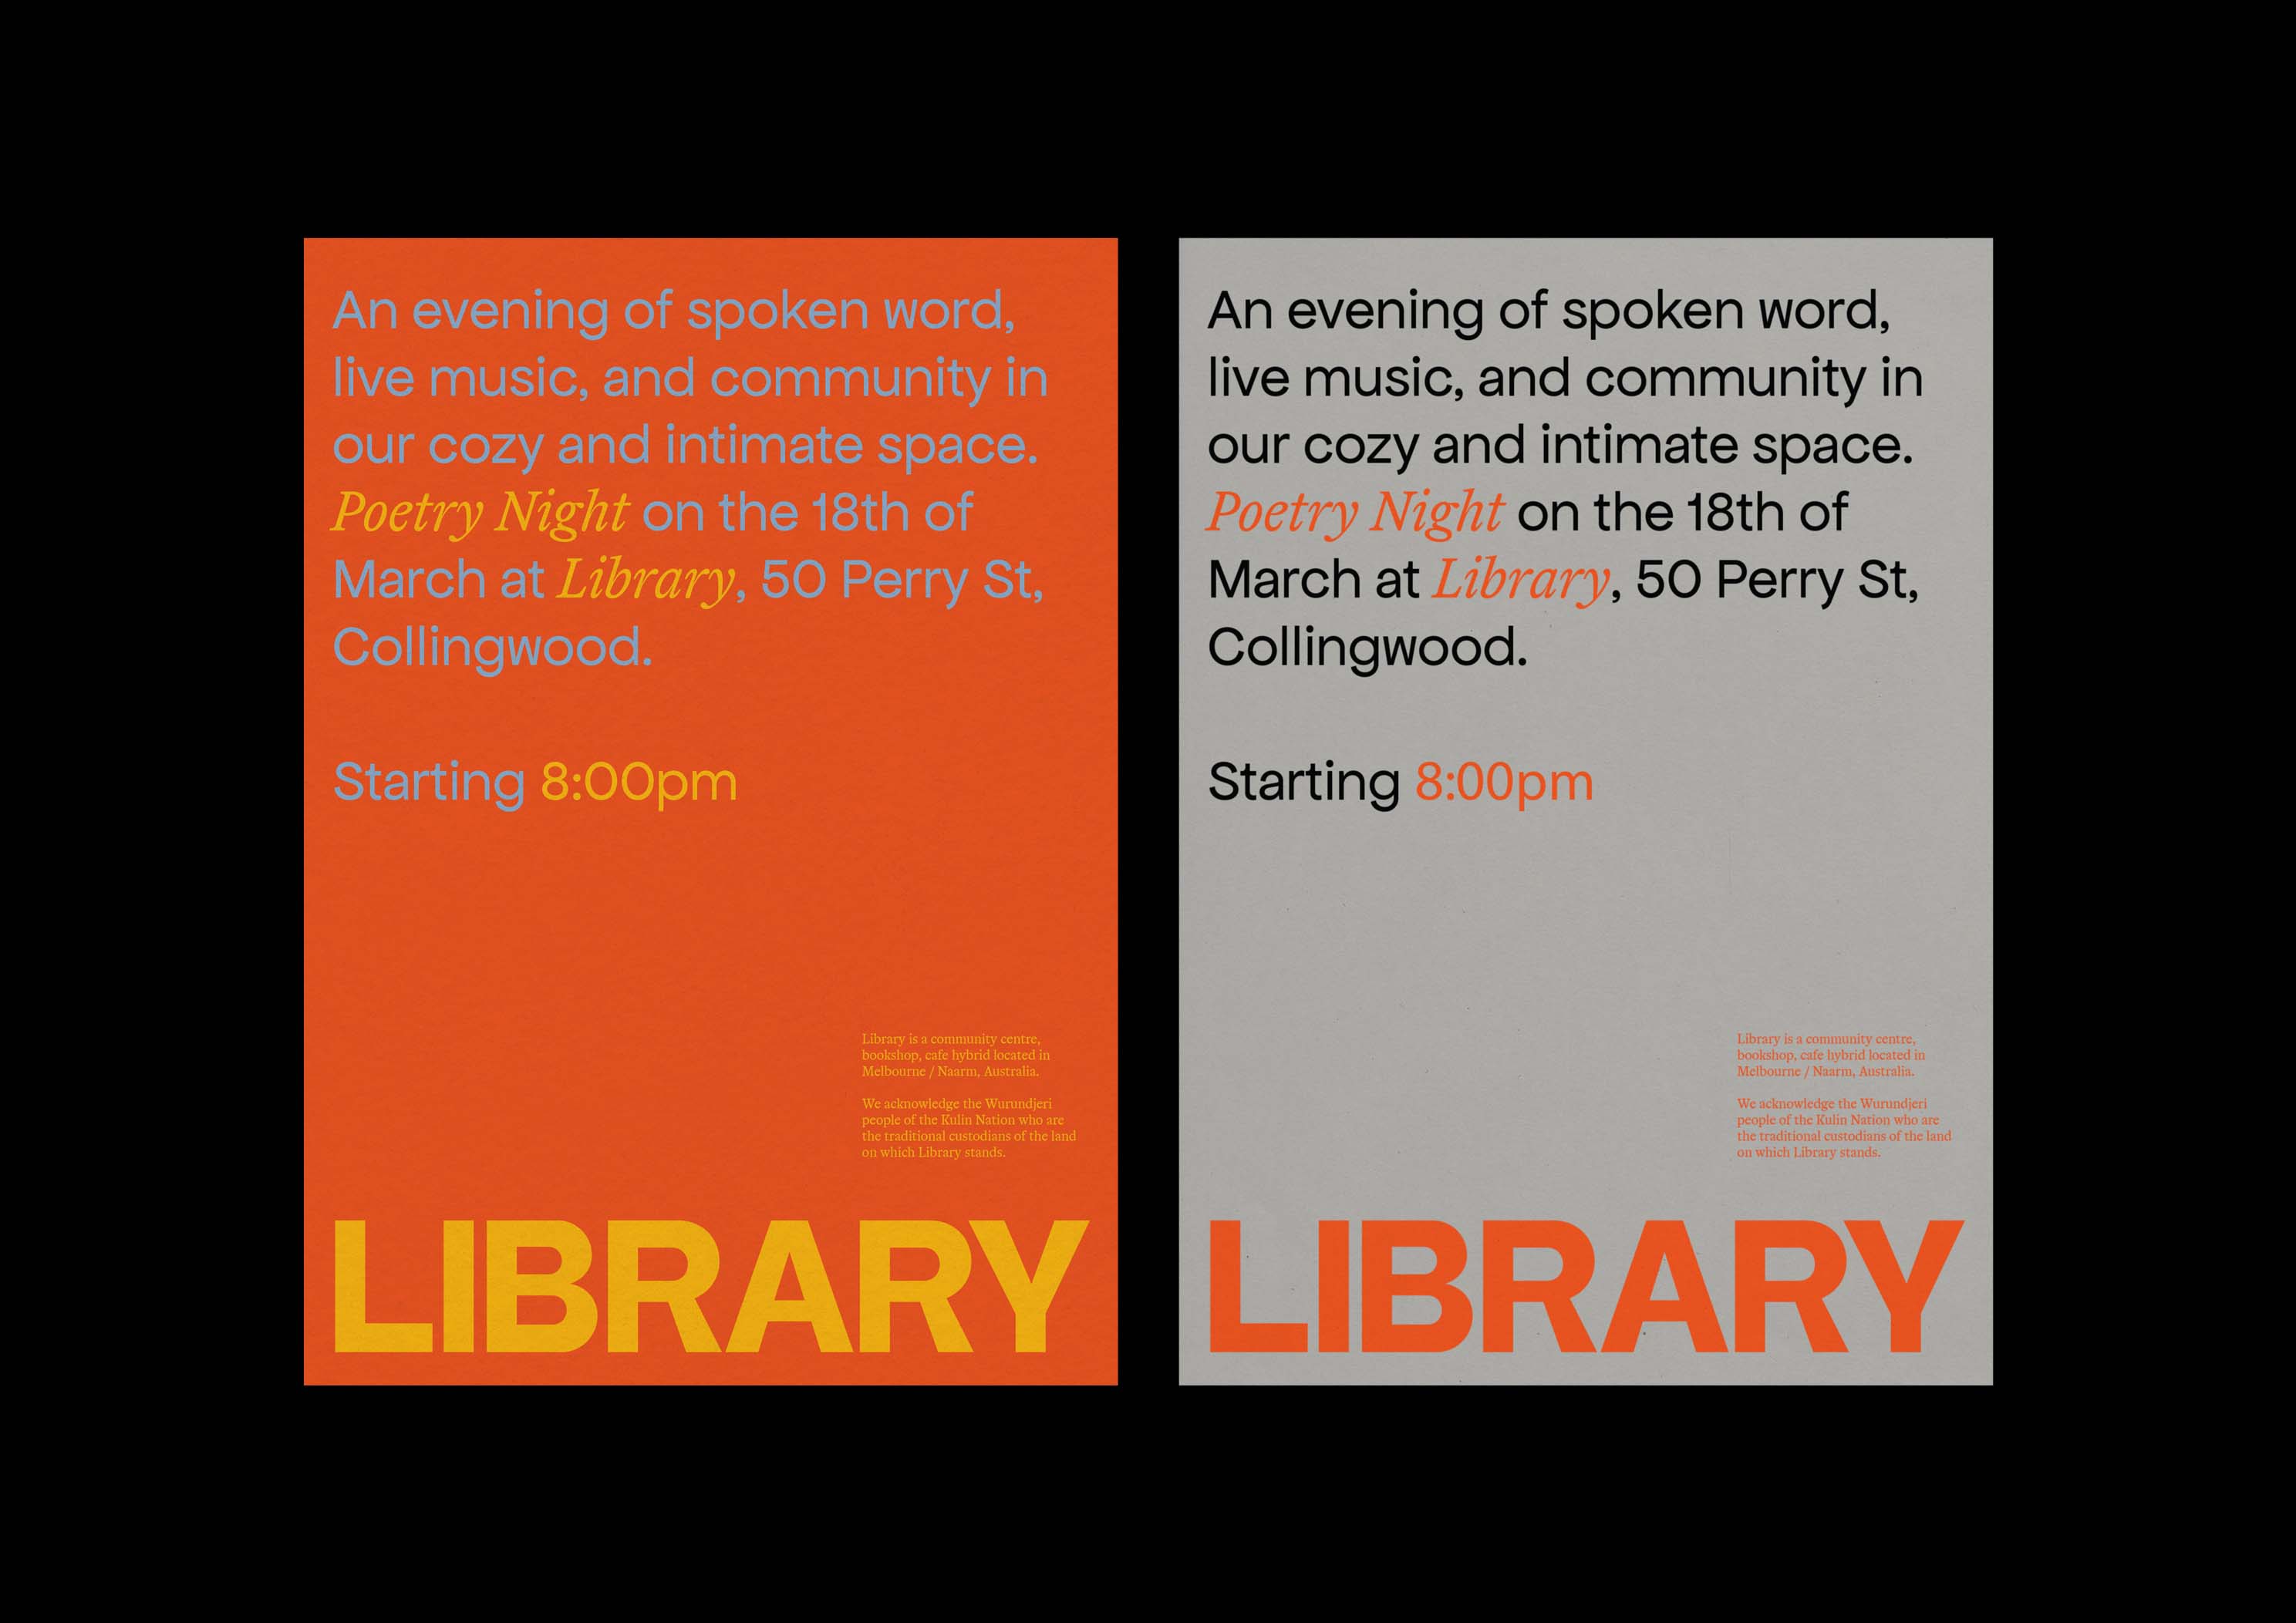 An evening of spoken word,
live music, and community in
our cozy and intimate space.
Poetry Night on the 18th of
March at Library, 50 Perry St,
Collingwood.
Starting 8:00pm
Library is a community centre,
bookshop, cafe hybrid located in
Melbourne / Naarm, Australia.
We acknowledge the Wurundjeri
people of the Kulin Nation who are
the traditional custodians of the land
on which Library stands.
LIBRARY
An evening of spoken word,
live music, and community in
our cozy and intimate space.
Poetry Night on the 18th of
March at Library, 50 Perry St,
Collingwood.
Starting 8:00pm
Library is a community centre,
bookshop, cafe hybrid located in
Melbourne / Naarm, Australia.
We acknowledge the Wurundjeri
people of the Kulin Nation who are
the traditional custodians of the land
on which Library stands.
LIBRARY